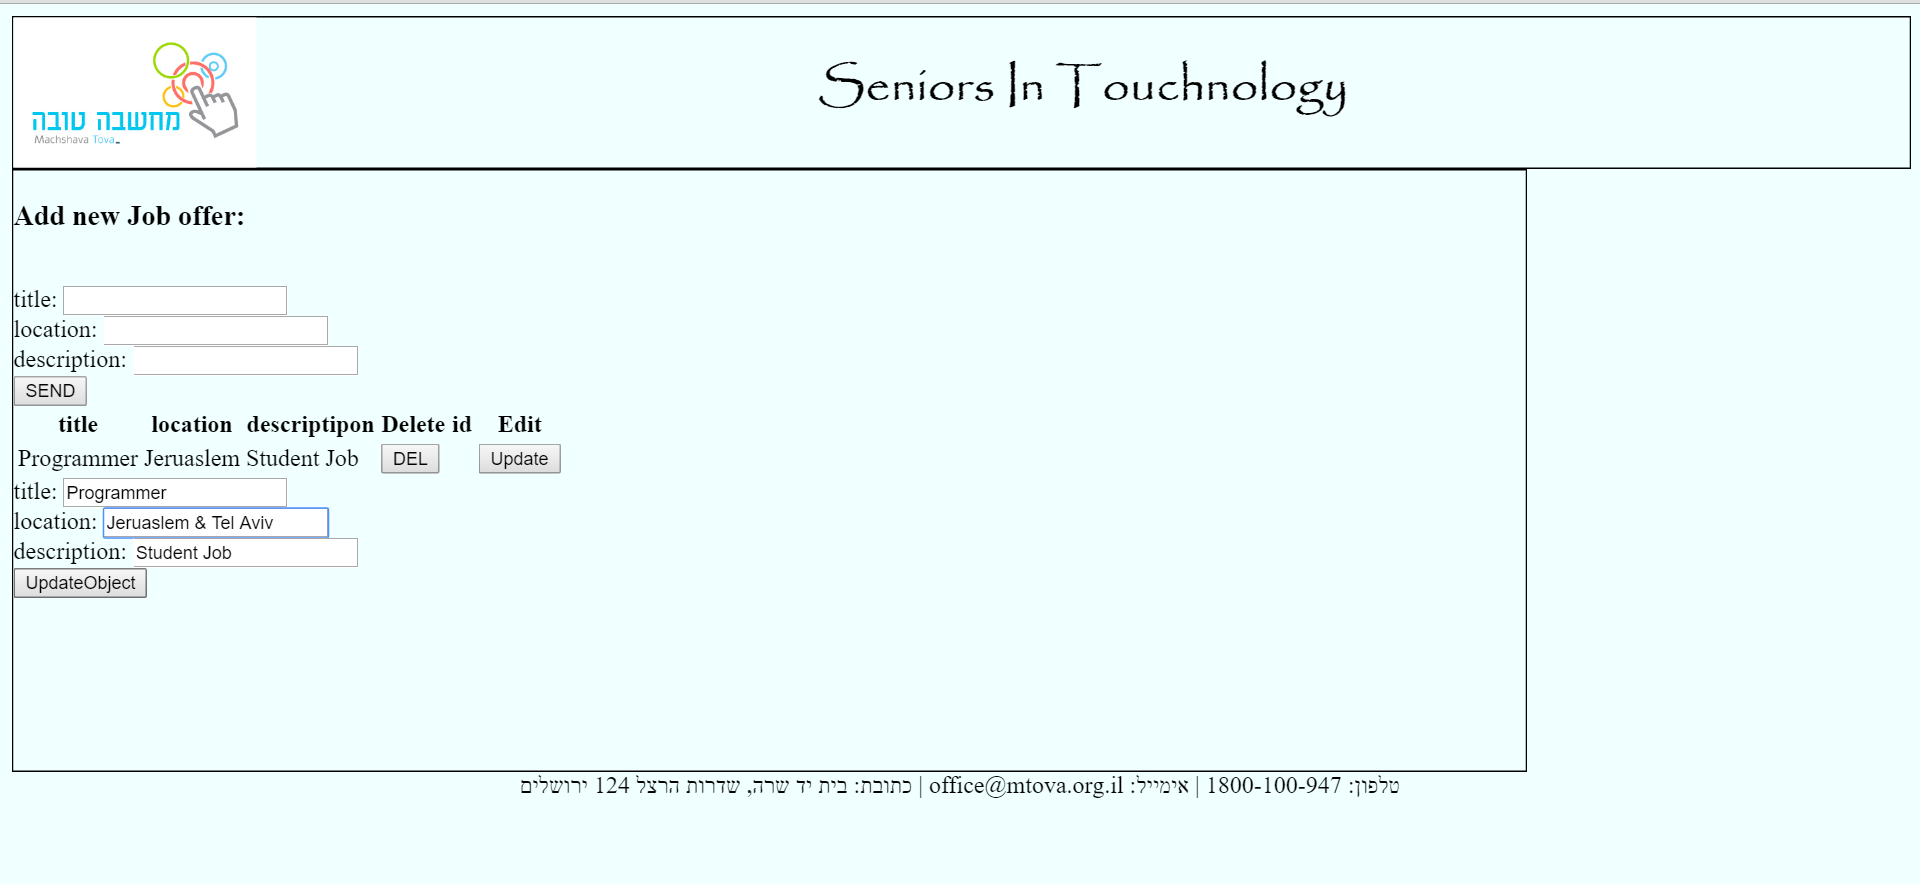 מחשבה טובה
Machshava Tova
Seniors In Touchnology
Add new Job offer:
title:
location:
description:
SEND
title location descriptipon Delete id Edit
Programmer Jeruaslem Student Job DEL Update
title: Programmer
location: Jeruaslem & Tel Aviv
description: Student Job
UpdateObject
טלפון: 1800-100-947 | אימייל: office@mtova.org.il | כתובת: בית יד שרה, שדרות הרצל 124 ירושלים